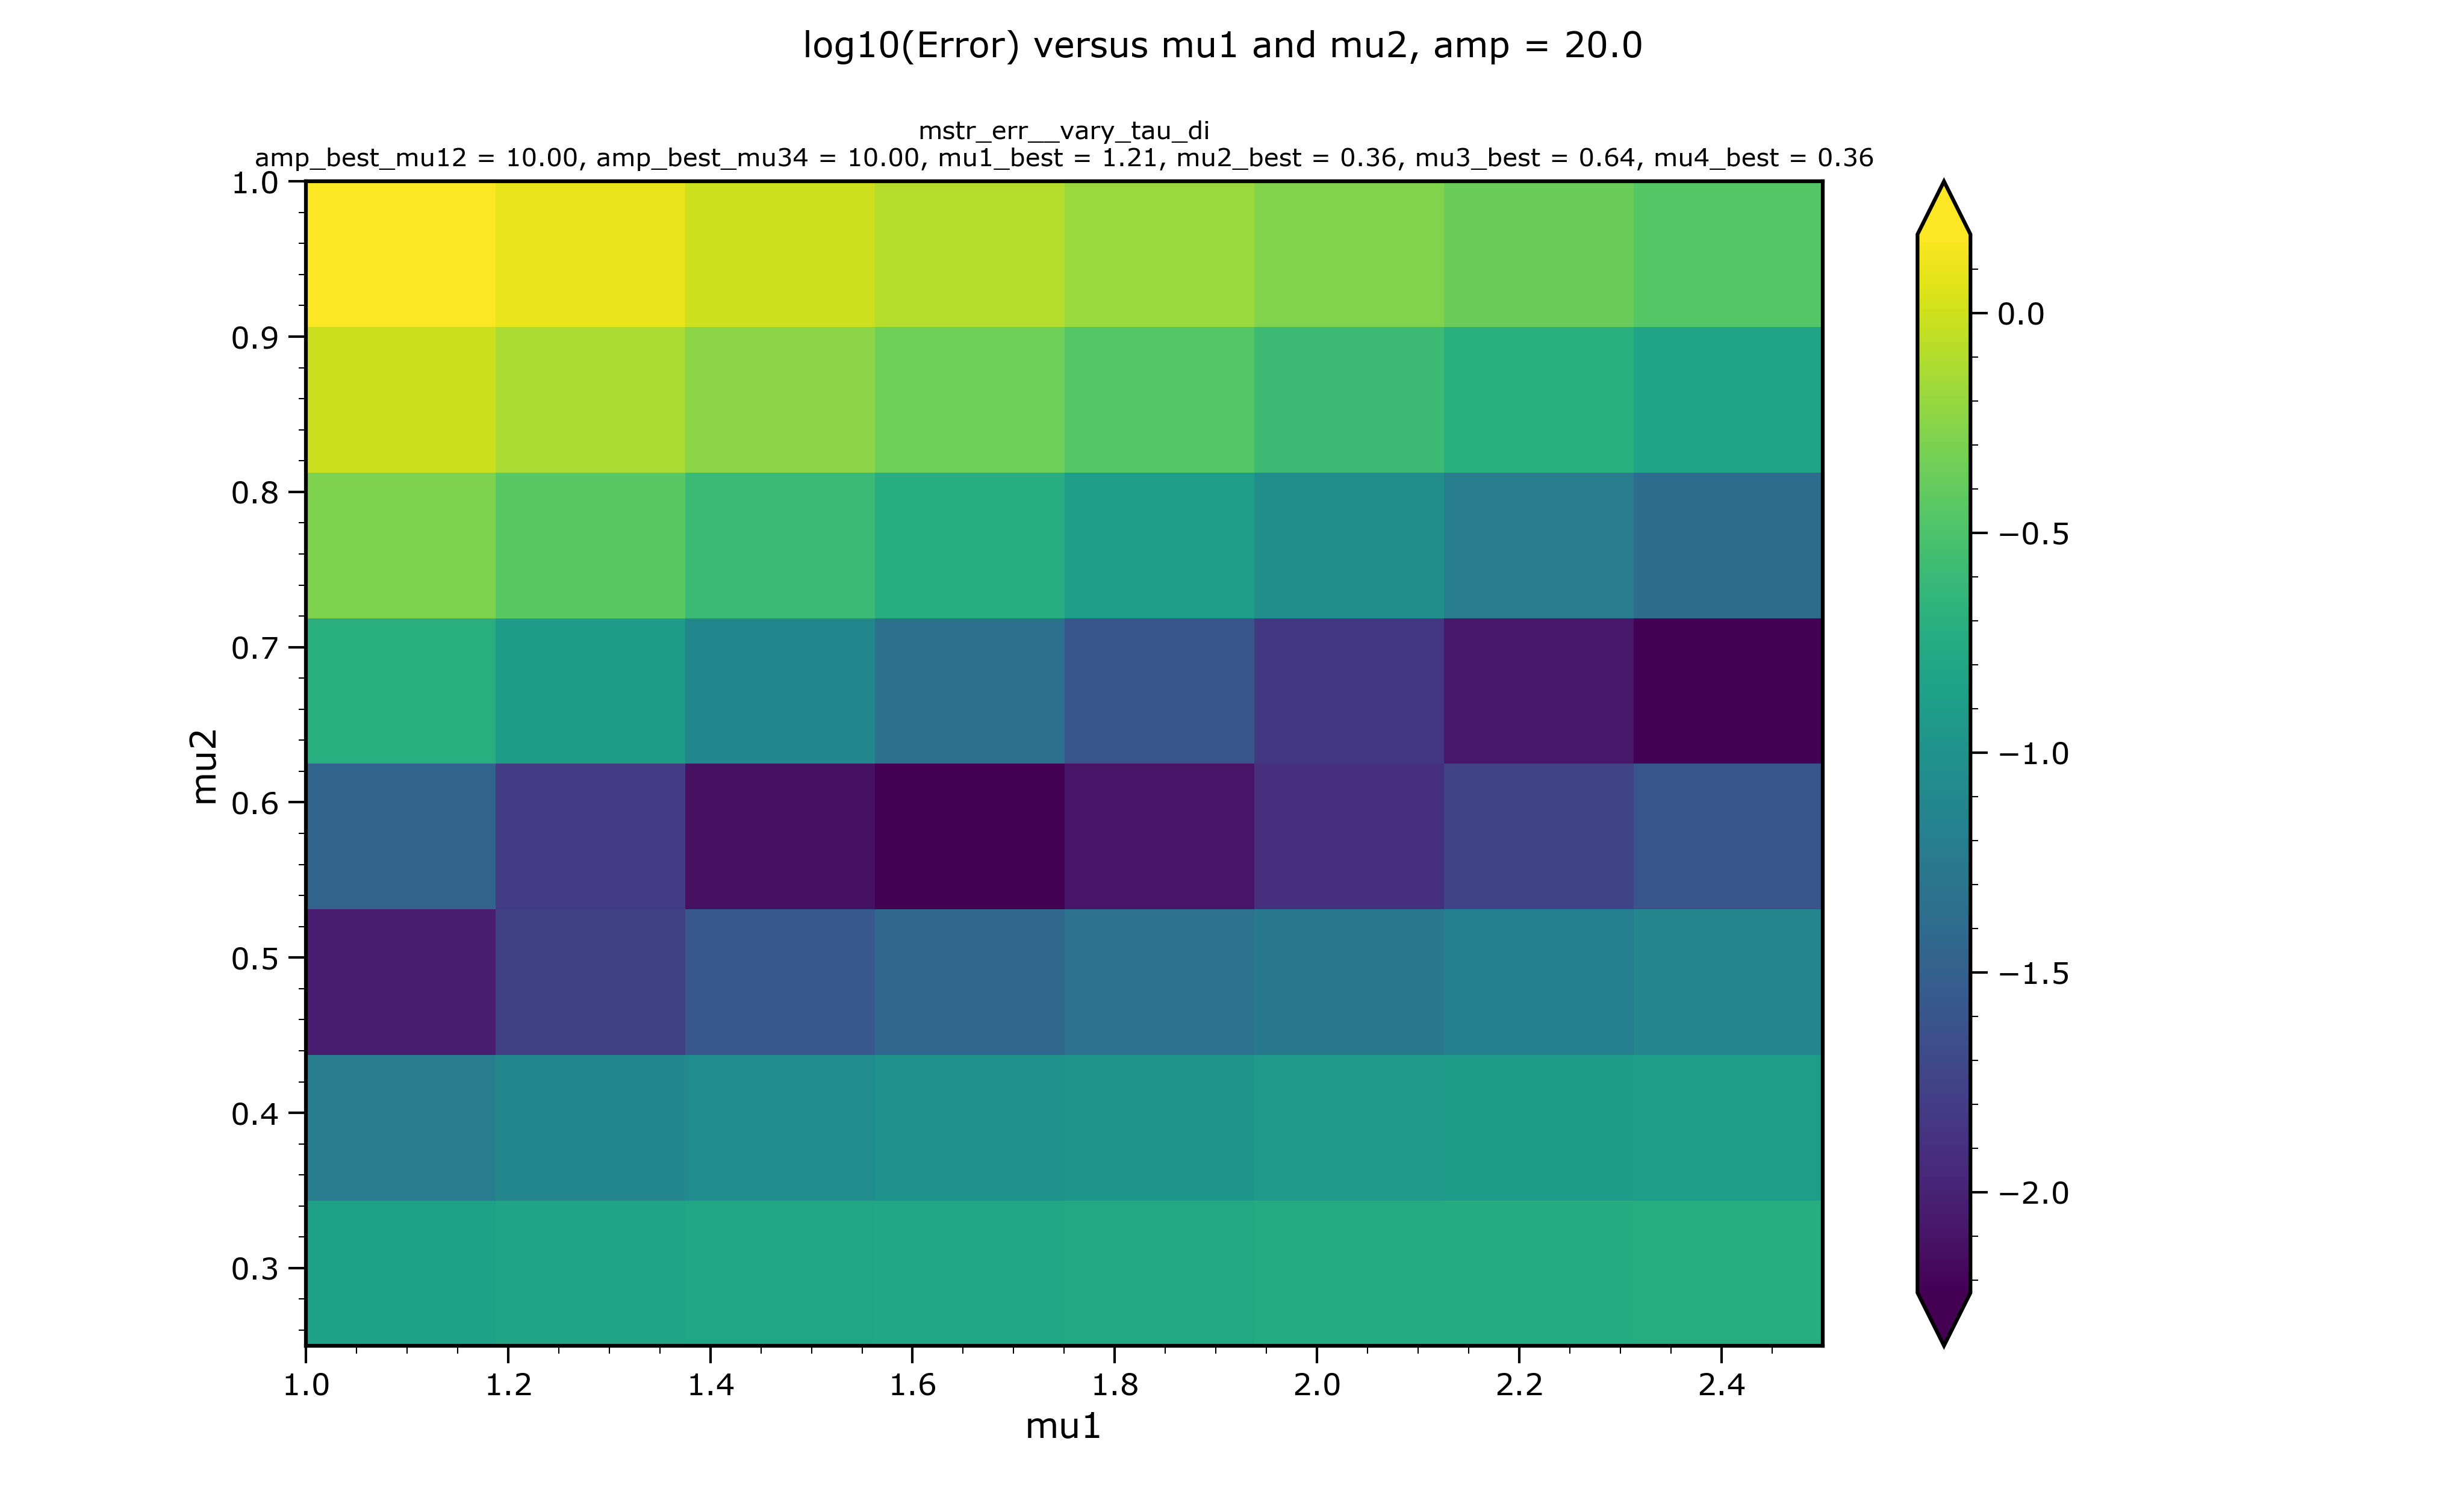 log10(Error) versus mu1 and mu2, amp = 20.0
mstr_err__vary_tau_di
amp_best_mu12 = 10.00, amp_best_mu34 = 10.00, mu1_best = 1.21, mu2_best = 0.36, mu3_best = 0.64, mu4_best = 0.36
1.0
0.9
0.8
0.7
0.6
0.5
0.4
0.3
mu2
1.0 1.2 1.4 1.6 1.8 2.0 2.2 2.4
mu1
0.0
−0.5
−1.0
−1.5
−2.0